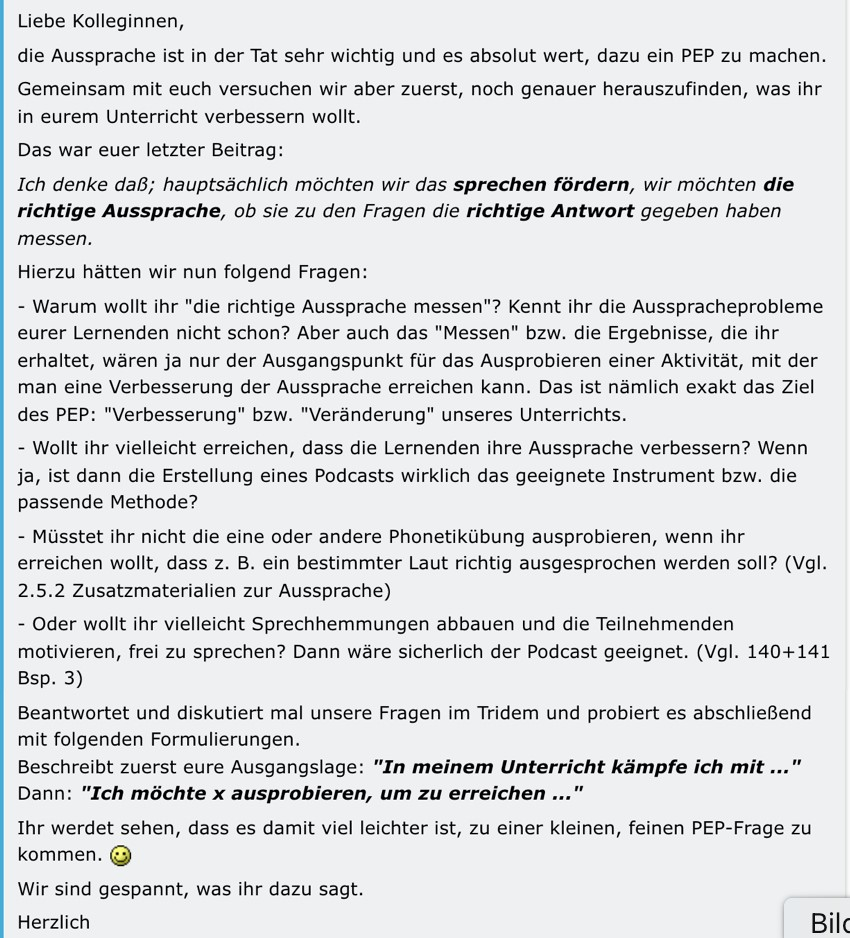 Liebe Kolleginnen,
die Aussprache ist in der Tat sehr wichtig und es absolut wert, dazu ein PEP zu machen.
Gemeinsam mit euch versuchen wir aber zuerst, noch genauer herauszufinden, was ihr
in eurem Unterricht verbessern wollt.
Das war euer letzter Beitrag:
Ich denke daß; hauptsächlich möchten wir das sprechen fördern, wir möchten die
richtige Aussprache, ob sie zu den Fragen die richtige Antwort gegeben haben
messen.
Hierzu hätten wir nun folgend Fragen:
- Warum wollt ihr "die richtige Aussprache messen"? Kennt ihr die Ausspracheprobleme
eurer Lernenden nicht schon? Aber auch das "Messen" bzw. die Ergebnisse, die ihr
erhaltet, wären ja nur der Ausgangspunkt für das Ausprobieren einer Aktivität, mit der
man eine Verbesserung der Aussprache erreichen kann. Das ist nämlich exakt das Ziel
des PEP: "Verbesserung" bzw. "Veränderung" unseres Unterrichts.
- Wollt ihr vielleicht erreichen, dass die Lernenden ihre Aussprache verbessern? Wenn
ja, ist dann die Erstellung eines Podcasts wirklich das geeignete Instrument bzw. die
passende Methode?
- Müsstet ihr nicht die eine oder andere Phonetikübung ausprobieren, wenn ihr
erreichen wollt, dass z. B. ein bestimmter Laut richtig ausgesprochen werden soll? (Vgl.
2.5.2 Zusatzmaterialien zur Aussprache)
- Oder wollt ihr vielleicht Sprechhemmungen abbauen und die Teilnehmenden
motivieren, frei zu sprechen? Dann wäre sicherlich der Podcast geeignet. (Vgl. 140+141
Bsp. 3)
Beantwortet und diskutiert mal unsere Fragen im Tridem und probiert es abschließend
mit folgenden Formulierungen.
Beschreibt zuerst eure Ausgangslage: "In meinem Unterricht kämpfe ich mit ..."
Dann: "Ich möchte x ausprobieren, um zu erreichen ..."
Ihr werdet sehen, dass es damit viel leichter ist, zu einer kleinen, feinen PEP-Frage zu
kommen.
Wir sind gespannt, was ihr dazu sagt.
Herzlich